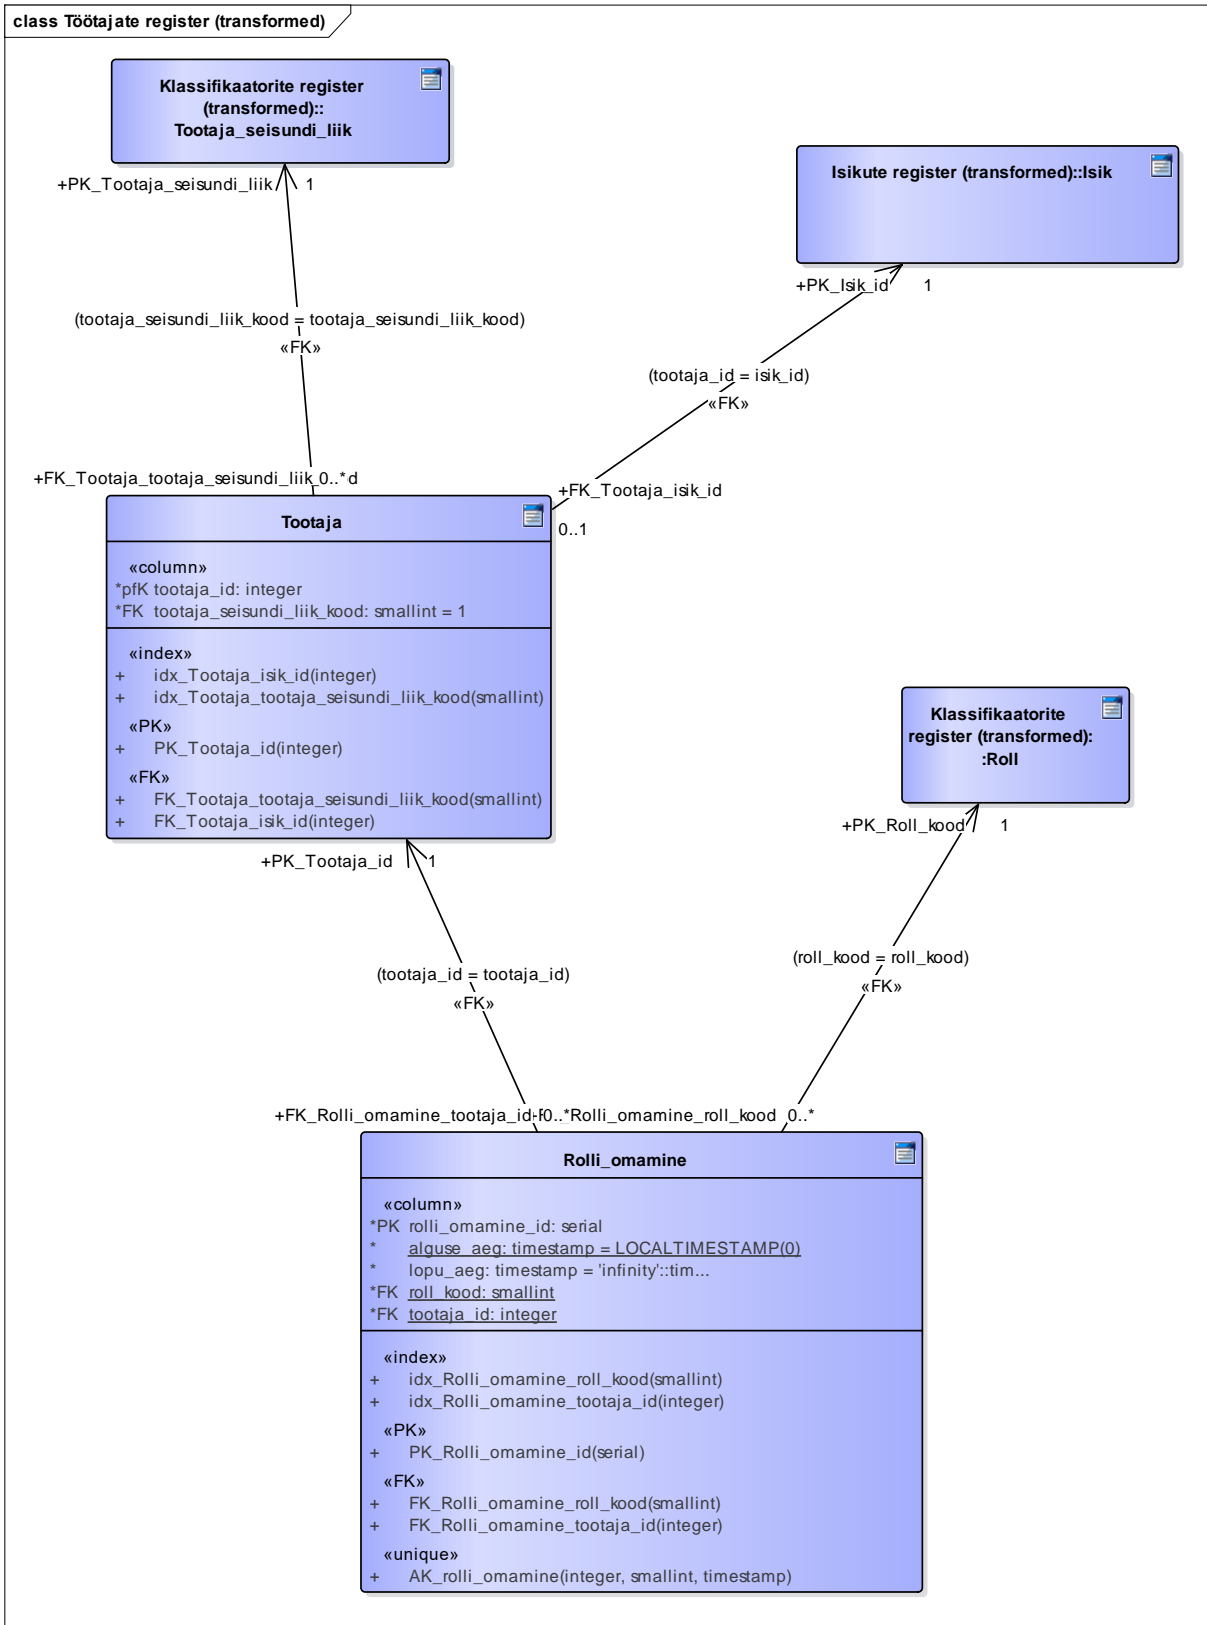 class Töötajate register (transformed)
Klassifikaatorite register
(transformed)::
Tootaja_seisundi_liik
+PK_Tootaja_seisundi_liik
1
Isikute register (transformed)::Isik
+PK_Isik_id
1
(tootaja_seisundi_liik_kood = tootaja_seisundi_liik_kood)
«FK»
(tootaja_id = isik_id)
«FK»
+FK_Tootaja_tootaja_seisundi_liik_0..*d
+FK_Tootaja_isik_id
0..1
Tootaja
«column»
*pfK tootaja_id: integer
*FK tootaja_seisundi_liik_kood: smallint = 1
«index»
+ idx_Tootaja_isik_id(integer)
+ idx_Tootaja_tootaja_seisundi_liik_kood(smallint)
«PK»
+ PK_Tootaja_id(integer)
«FK»
+ FK_Tootaja_tootaja_seisundi_liik_kood(smallint)
+ FK_Tootaja_isik_id(integer)
+PK_Tootaja_id
1
Klassifikaatorite
register (transformed):
:Roll
+PK_Roll_kood
1
(tootaja_id = tootaja_id)
«FK»
(roll_kood = roll_kood)
«FK»
+FK_Rolli_omamine_tootaja_id
0..*
Rolli_omamine_roll_kood
0..*
Rolli_omamine
«column»
*PK rolli_omamine_id: serial
* alguse_aeg: timestamp = LOCALTIMESTAMP(0)
* lopu_aeg: timestamp = 'infinity'::tim...
*FK roll_kood: smallint
*FK tootaja_id: integer
«index»
+ idx_Rolli_omamine_roll_kood(smallint)
+ idx_Rolli_omamine_tootaja_id(integer)
«PK»
+ PK_Rolli_omamine_id(serial)
«FK»
+ FK_Rolli_omamine_roll_kood(smallint)
+ FK_Rolli_omamine_tootaja_id(integer)
«unique»
+ AK_rolli_omamine(integer, smallint, timestamp)